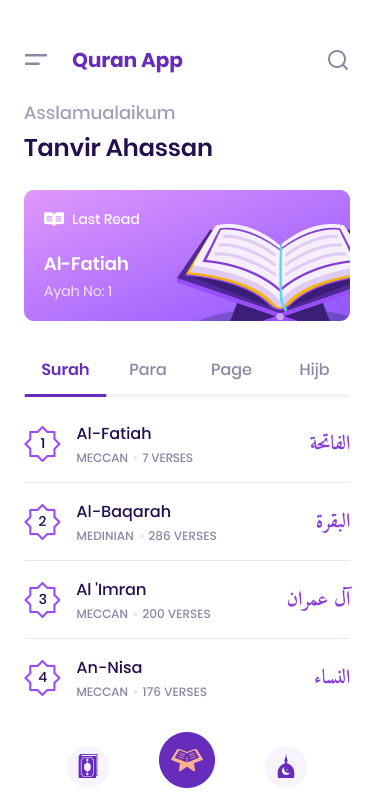 Quran App
Asslamualaikum
Tanvir Ahassan
Last Read
Al-Fatiah
Ayah No: 1
Surah Para Page Hijb
1 Al-Fatiah الفاتحة
MECCAN • 7 VERSES
2 Al-Baqarah البقرة
MEDINIAN • 286 VERSES
3 Al 'Imran آل عمران
MECCAN • 200 VERSES
4 An-Nisa النساء
MECCAN • 176 VERSES